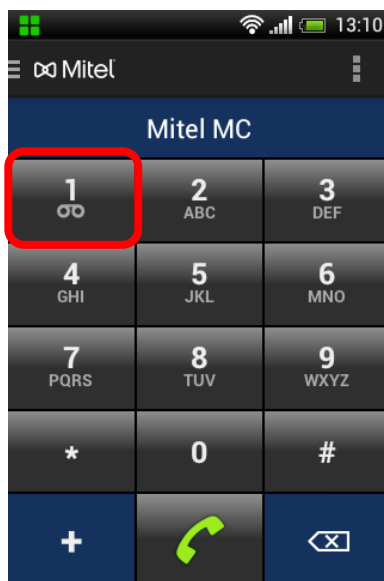 13:10
Mitel
Mitel MC
1 2 3
ABC DEF
4 5 6
GHI JKL MNO
7 8 9
PQRS TUV WXYZ
* 0 #
+